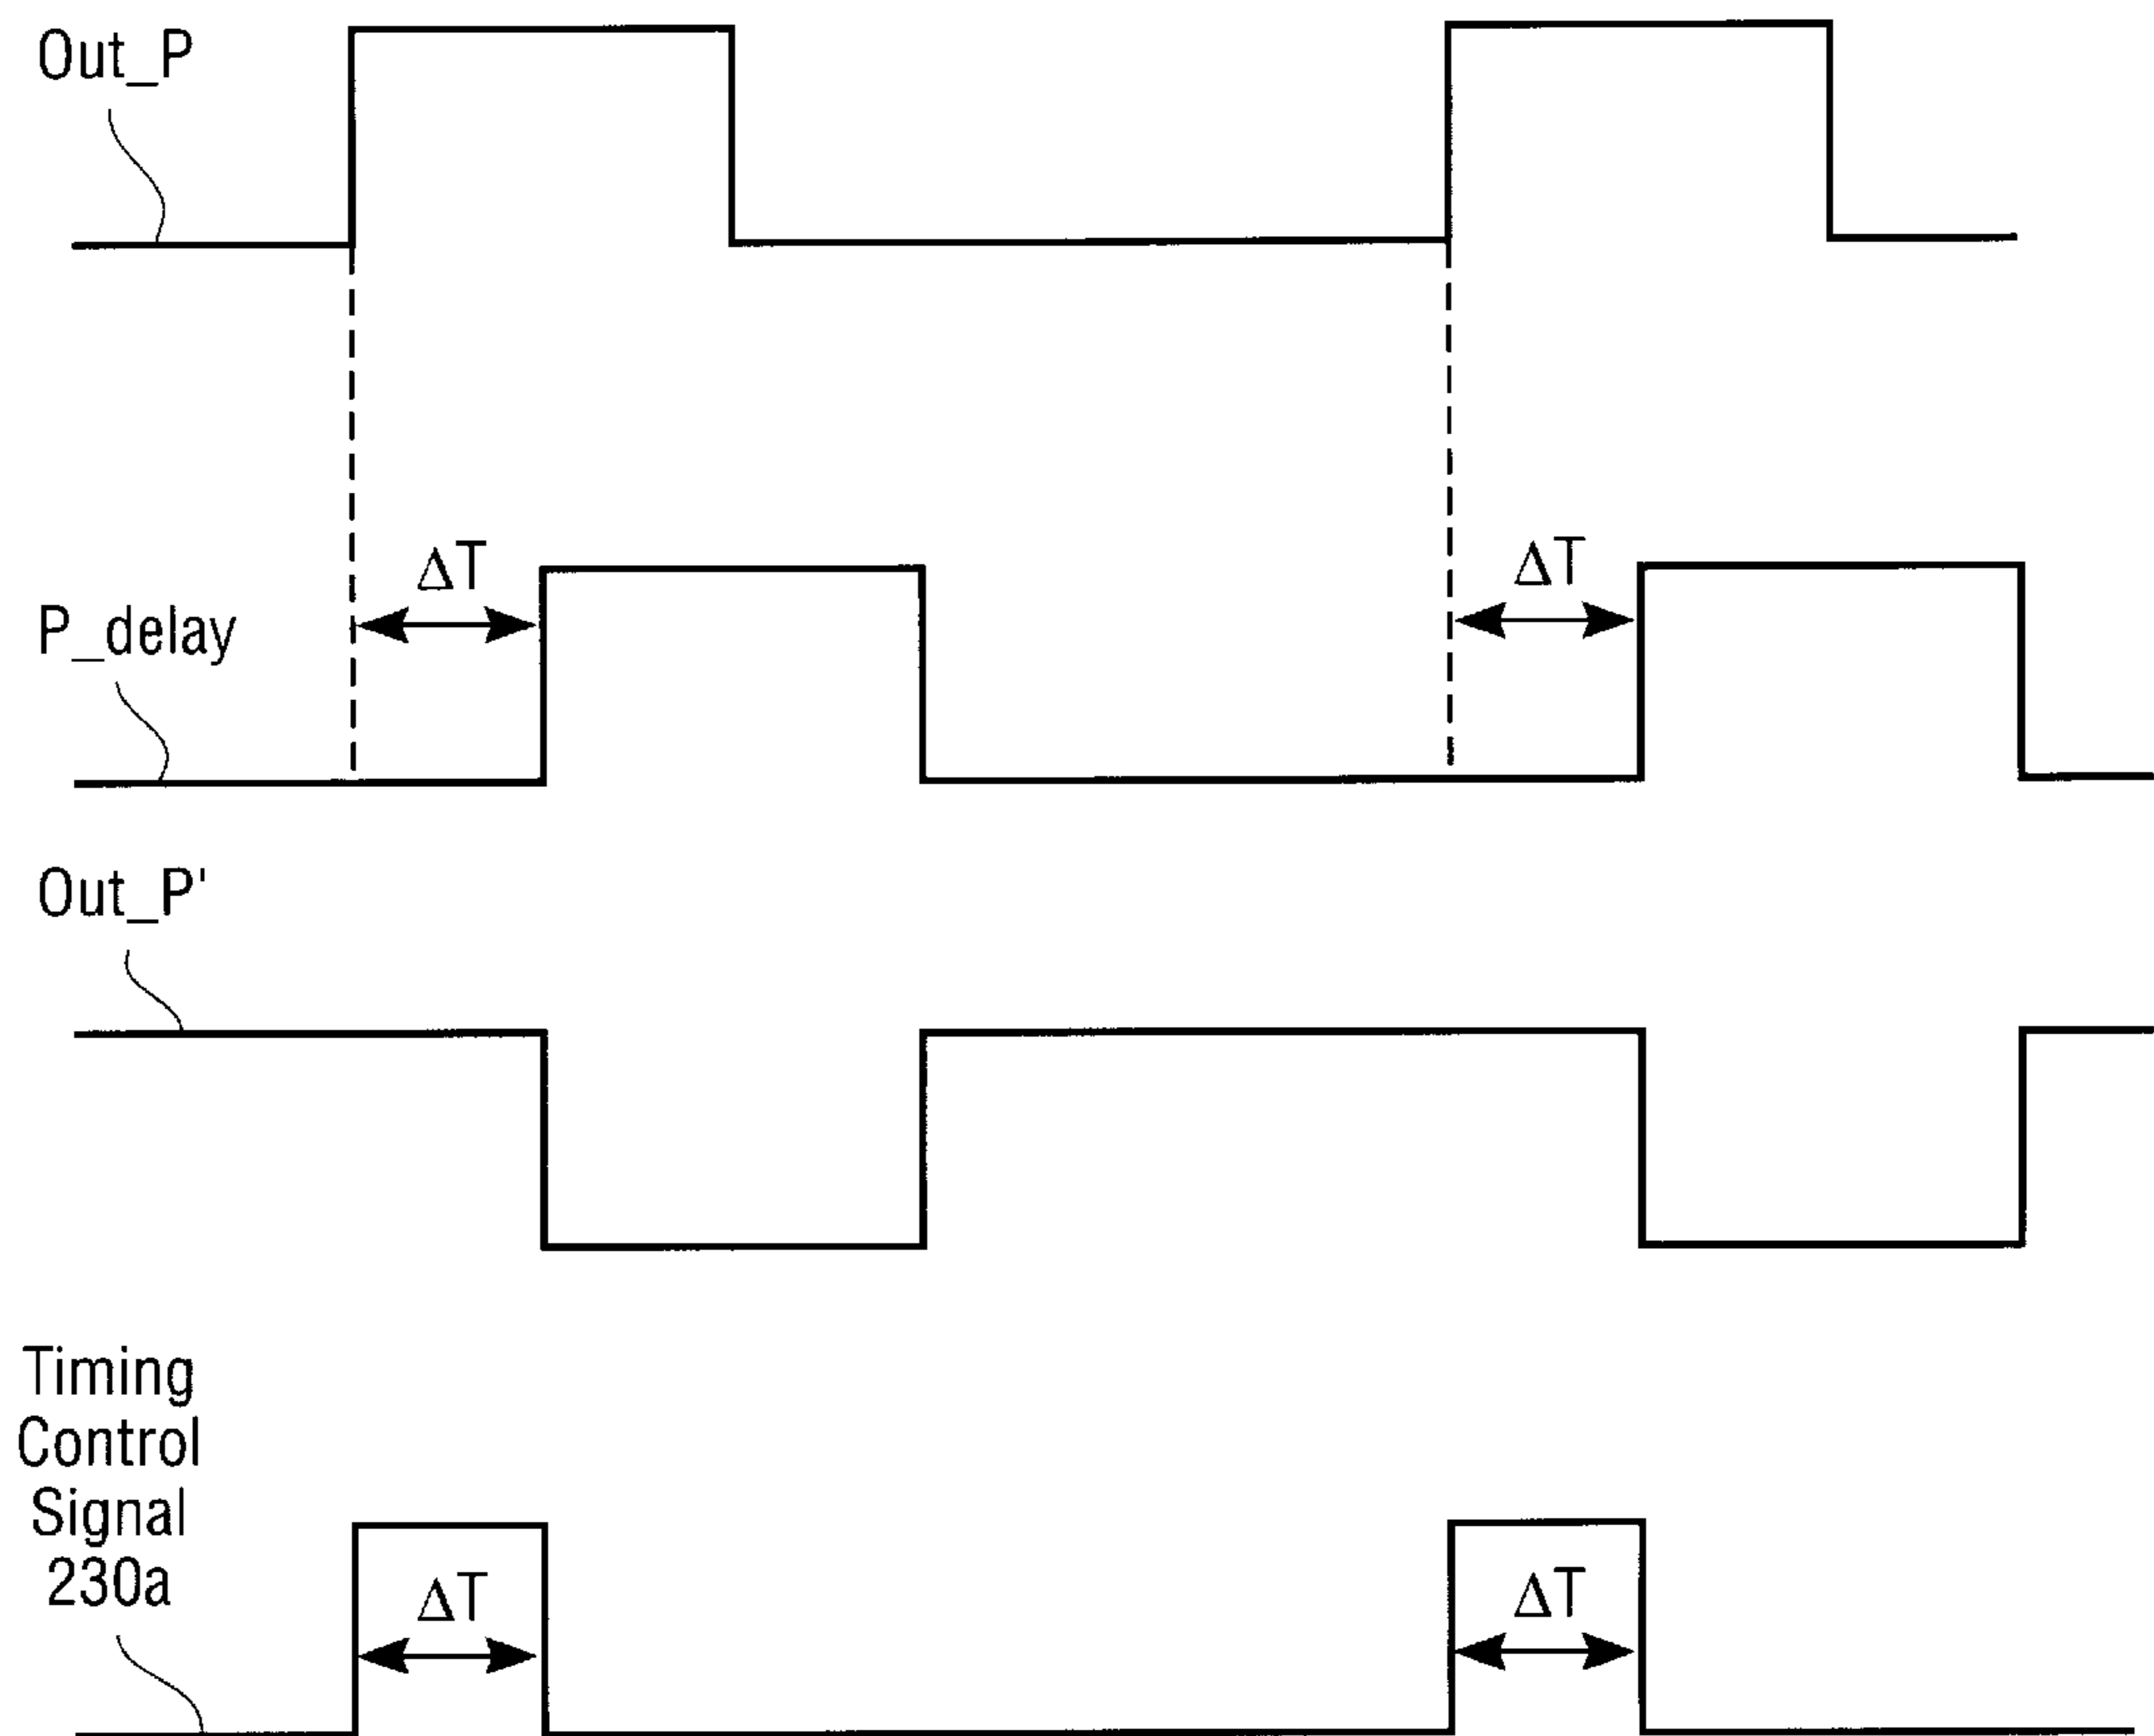 Out_P
ΔT
ΔT
P_delay
Out_P'
Timing
Control
Signal
230a
ΔT
ΔT